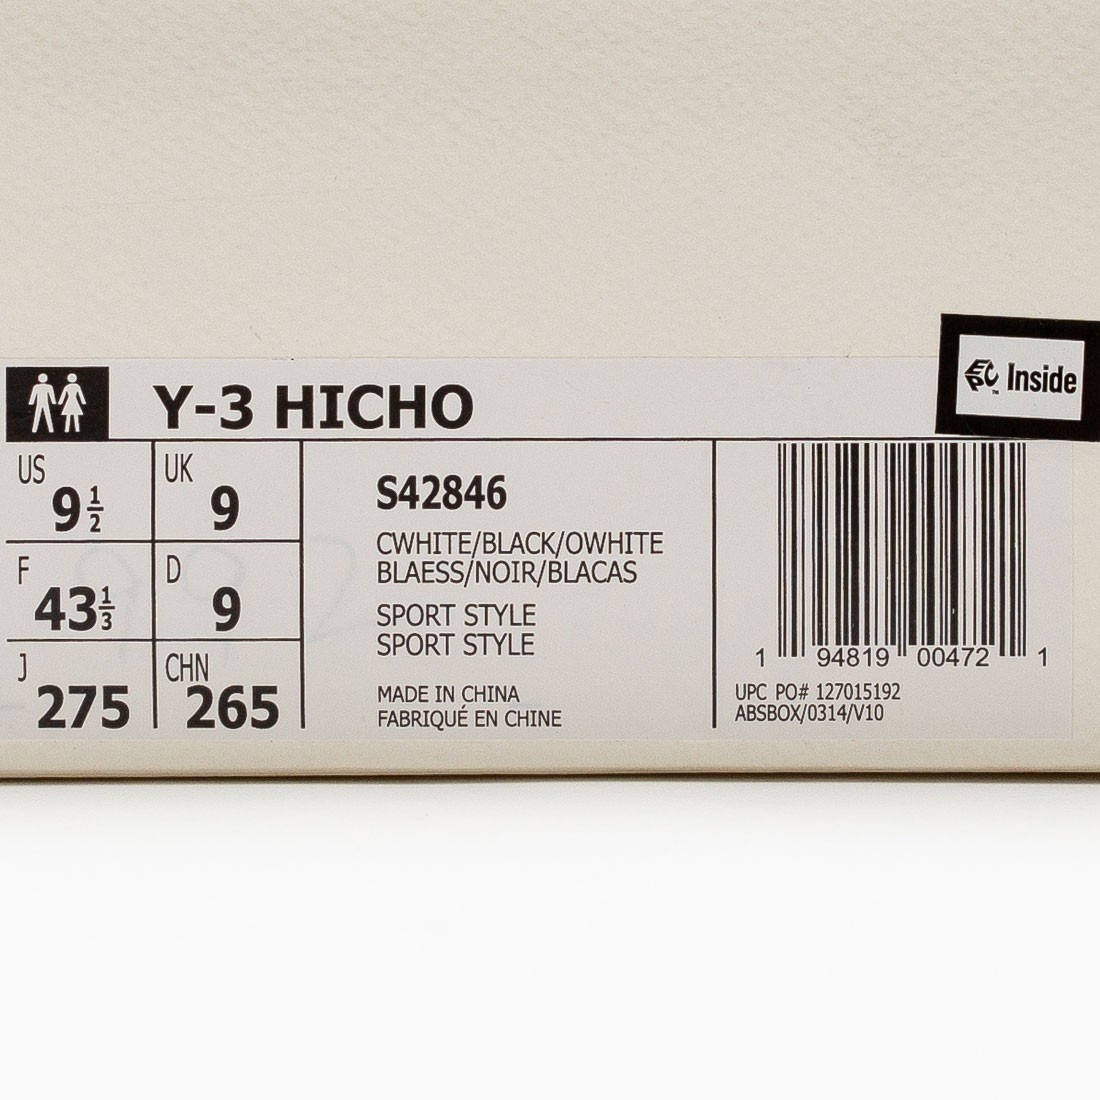 Y-3 HICHO
EPC™ Inside
US 9 1/2
UK 9
F 43 1/3
D 9
J 275
CHN 265
S42846
CWHITE/BLACK/OWHITE
BLAESS/NOIR/BLACAS
SPORT STYLE
SPORT STYLE
MADE IN CHINA
FABRIQUÉ EN CHINE
1 94819 00472 1
UPC PO# 127015192
ABSBOX/0314/V10